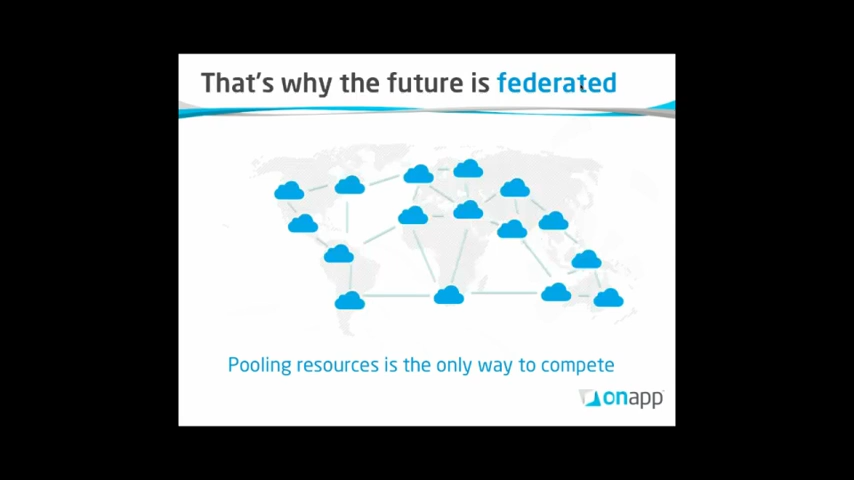 That's why the future is federated
Pooling resources is the only way to compete
onapp